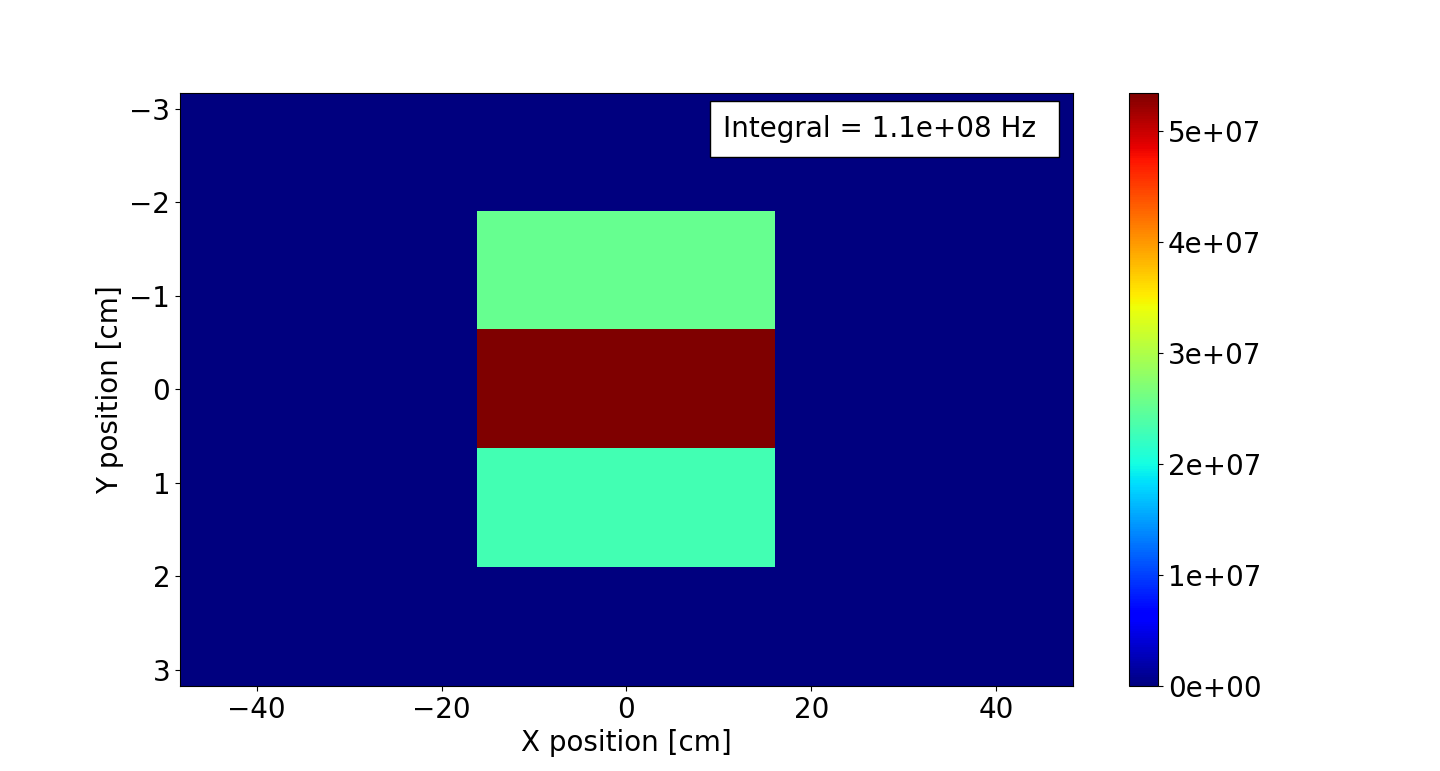 Integral = 1.1e+08 Hz
−3
−2
−1
0
1
2
3
Y position [cm]
−40
−20
0
20
40
X position [cm]
5e+07
4e+07
3e+07
2e+07
1e+07
0e+00